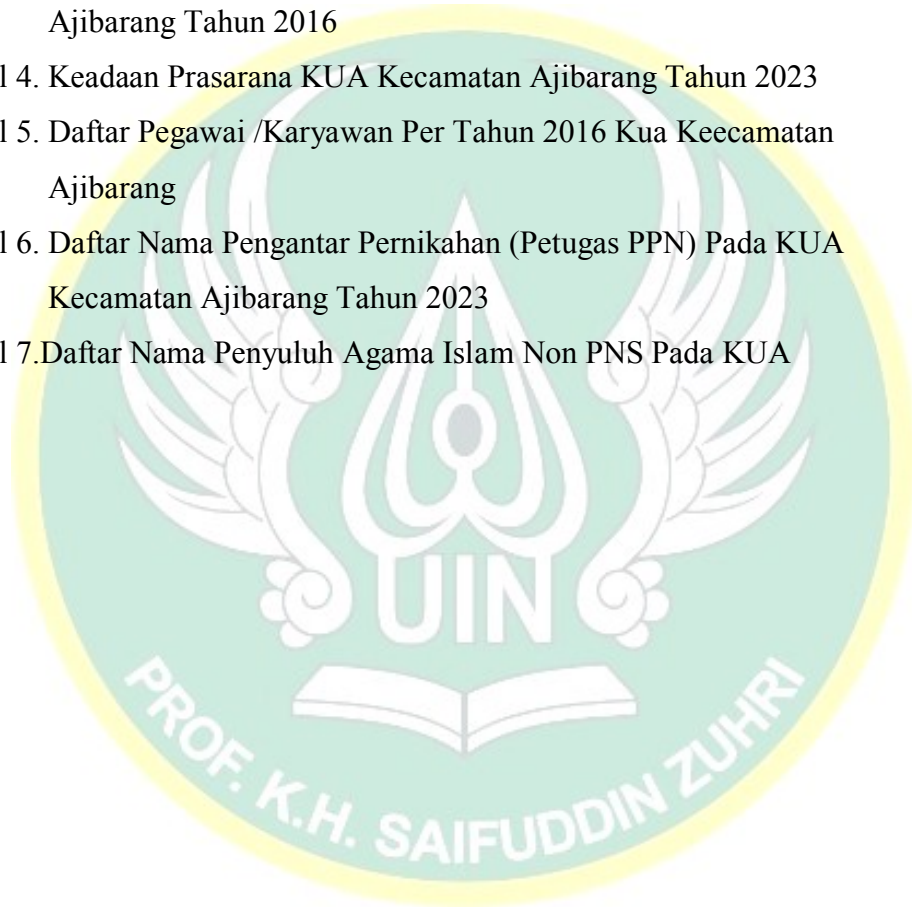 Ajibarang Tahun 2016
l 4. Keadaan Prasarana KUA Kecamatan Ajibarang Tahun 2023
l 5. Daftar Pegawai /Karyawan Per Tahun 2016 Kua Keecamatan
Ajibarang
l 6. Daftar Nama Pengantar Pernikahan (Petugas PPN) Pada KUA
Kecamatan Ajibarang Tahun 2023
l 7.Daftar Nama Penyuluh Agama Islam Non PNS Pada KUA
UIN
PROF. K.H. SAIFUDDIN ZUHRI